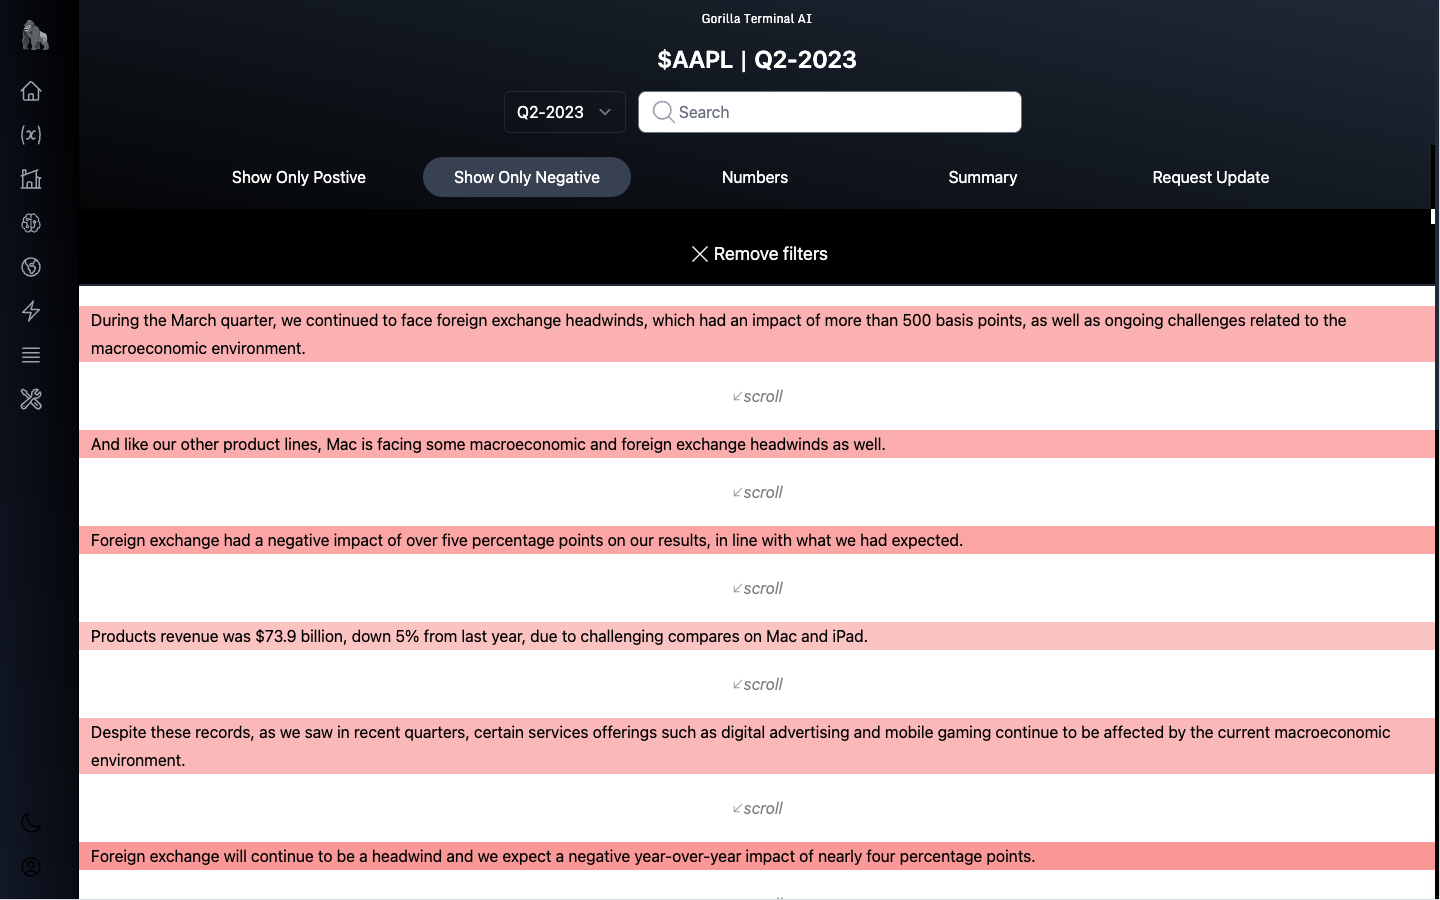 Gorilla Terminal AI
$AAPL | Q2-2023
Q2-2023
Search
Show Only Postive
Show Only Negative
Numbers
Summary
Request Update
Remove filters
During the March quarter, we continued to face foreign exchange headwinds, which had an impact of more than 500 basis points, as well as ongoing challenges related to the
macroeconomic environment.
scroll
And like our other product lines, Mac is facing some macroeconomic and foreign exchange headwinds as well.
scroll
Foreign exchange had a negative impact of over five percentage points on our results, in line with what we had expected.
scroll
Products revenue was $73.9 billion, down 5% from last year, due to challenging compares on Mac and iPad.
scroll
Despite these records, as we saw in recent quarters, certain services offerings such as digital advertising and mobile gaming continue to be affected by the current macroeconomic
environment.
scroll
Foreign exchange will continue to be a headwind and we expect a negative year-over-year impact of nearly four percentage points.